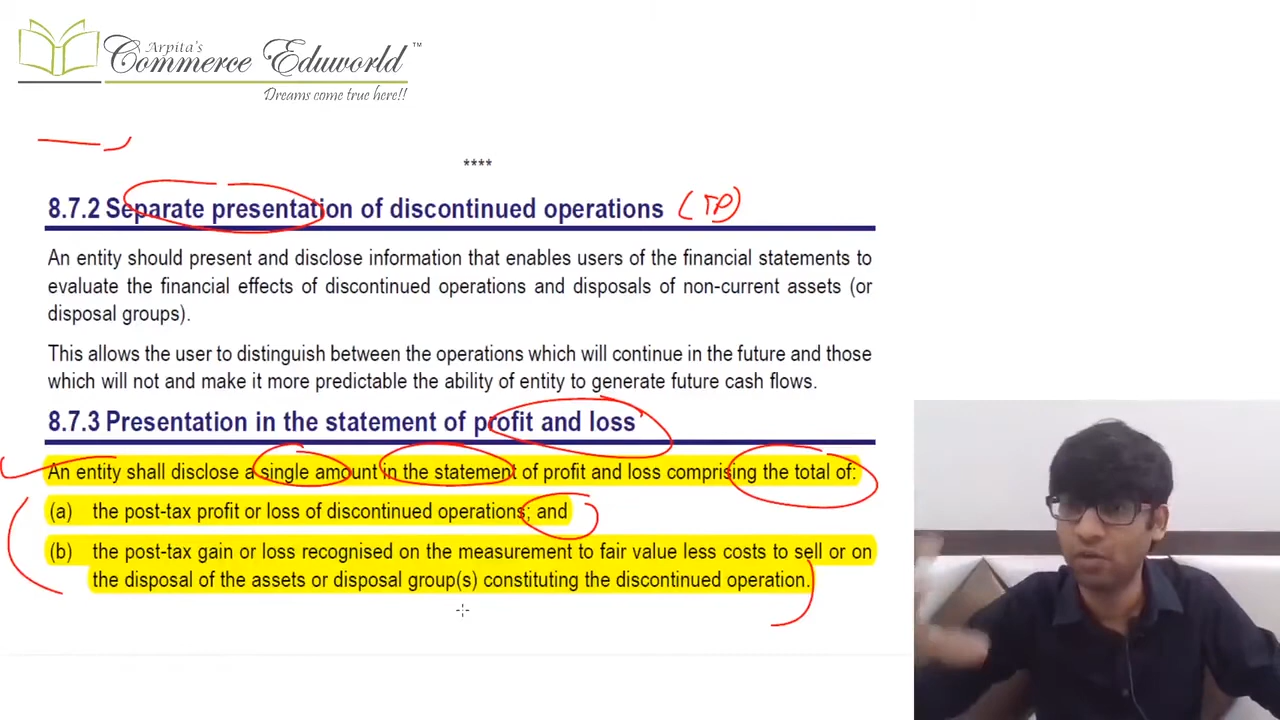 Arpita's
Commerce Eduworld™
Dreams come true here!!
****
8.7.2 Separate presentation of discontinued operations
An entity should present and disclose information that enables users of the financial statements to
evaluate the financial effects of discontinued operations and disposals of non-current assets (or
disposal groups).
This allows the user to distinguish between the operations which will continue in the future and those
which will not and make it more predictable the ability of entity to generate future cash flows.
8.7.3 Presentation in the statement of profit and loss
An entity shall disclose a single amount in the statement of profit and loss comprising the total of:
(a) the post-tax profit or loss of discontinued operations; and
(b) the post-tax gain or loss recognised on the measurement to fair value less costs to sell or on
the disposal of the assets or disposal group(s) constituting the discontinued operation.